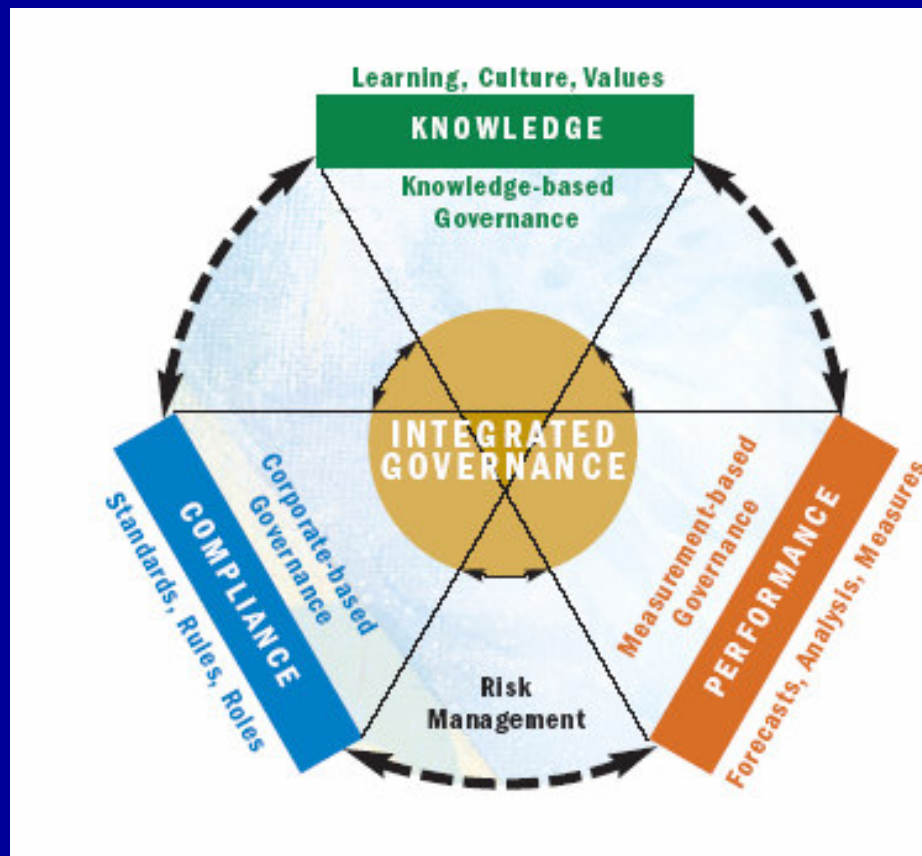 Learning, Culture, Values
KNOWLEDGE
Knowledge-based
Governance
INTEGRATED
GOVERNANCE
Corporate-based
Governance
COMPLIANCE
Standards, Rules, Roles
Measurement-based
Governance
PERFORMANCE
Forecasts, Analysis, Measures
Risk
Management